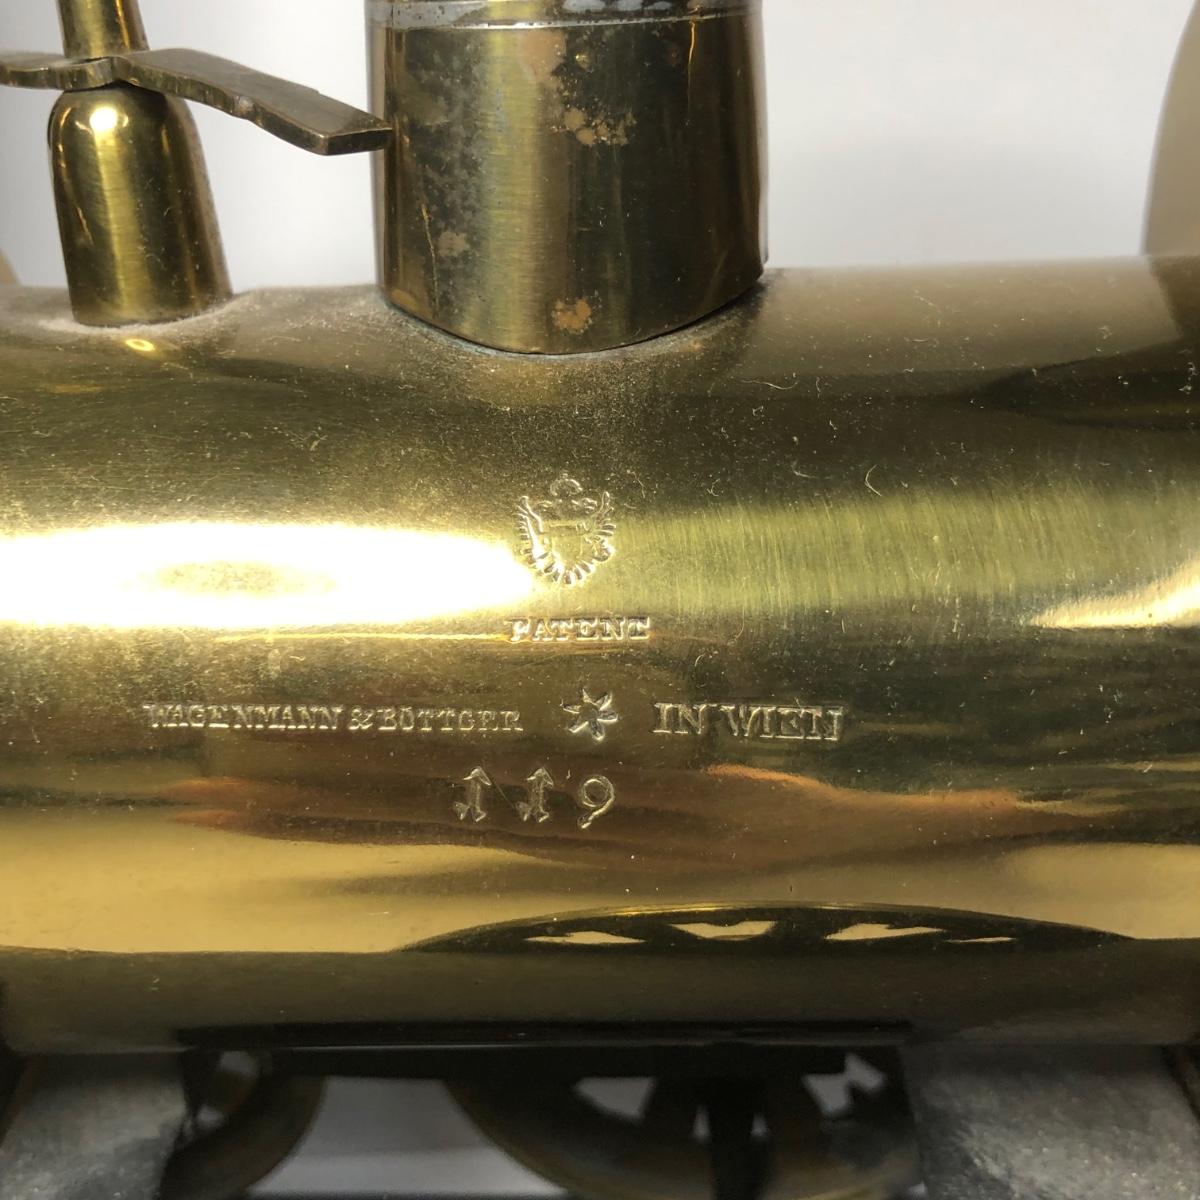 PATENT
WAGENMANN & BÖTTGER * IN WIEN
119